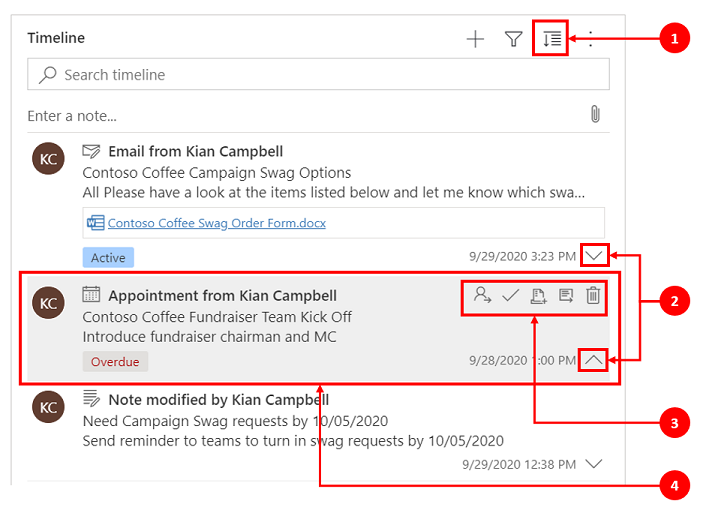 Timeline
1
Search timeline
Enter a note...
KC
Email from Kian Campbell
Contoso Coffee Campaign Swag Options
All Please have a look at the items listed below and let me know which swa...
Contoso Coffee Swag Order Form.docx
Active
9/29/2020 3:23 PM
2
KC
Appointment from Kian Campbell
Contoso Coffee Fundraiser Team Kick Off
Introduce fundraiser chairman and MC
Overdue
9/28/2020 1:00 PM
KC
Note modified by Kian Campbell
3
Need Campaign Swag requests by 10/05/2020
Send reminder to teams to turn in swag requests by 10/05/2020
9/29/2020 12:38 PM
4